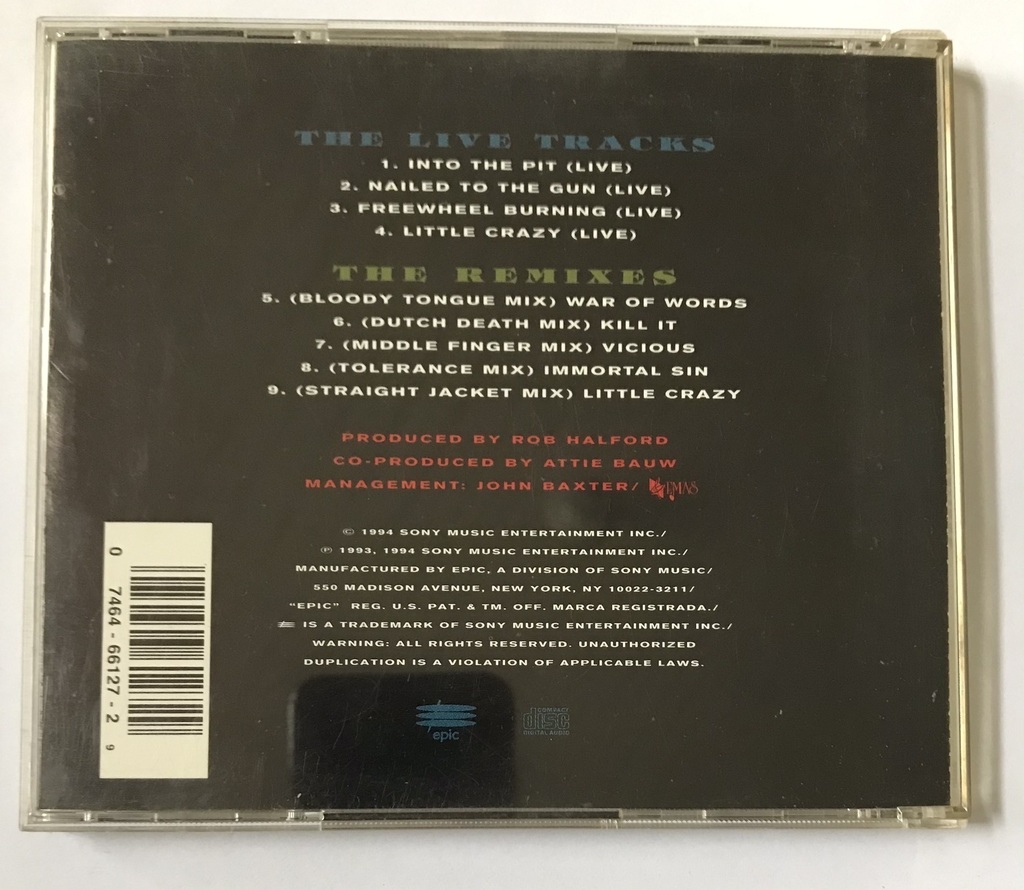 THE LIVE TRACKS
1. INTO THE PIT (LIVE)
2. NAILED TO THE GUN (LIVE)
3. FREEWHEEL BURNING (LIVE)
4. LITTLE CRAZY (LIVE)
THE REMIXES
5. (BLOODY TONGUE MIX) WAR OF WORDS
6. (DUTCH DEATH MIX) KILL IT
7. (MIDDLE FINGER MIX) VICIOUS
8. (TOLERANCE MIX) IMMORTAL SIN
9. (STRAIGHT JACKET MIX) LITTLE CRAZY
PRODUCED BY ROB HALFORD
CO-PRODUCED BY ATTIE BAUW
MANAGEMENT: JOHN BAXTER/ EMAS
© 1994 SONY MUSIC ENTERTAINMENT INC./
℗ 1993, 1994 SONY MUSIC ENTERTAINMENT INC./
MANUFACTURED BY EPIC, A DIVISION OF SONY MUSIC/
550 MADISON AVENUE, NEW YORK, NY 10022-3211/
"EPIC" REG. U.S. PAT. & TM. OFF. MARCA REGISTRADA./
IS A TRADEMARK OF SONY MUSIC ENTERTAINMENT INC./
WARNING: ALL RIGHTS RESERVED. UNAUTHORIZED
DUPLICATION IS A VIOLATION OF APPLICABLE LAWS.
epic
COMPACT
disc
DIGITAL AUDIO
0 7464-66127-2 9